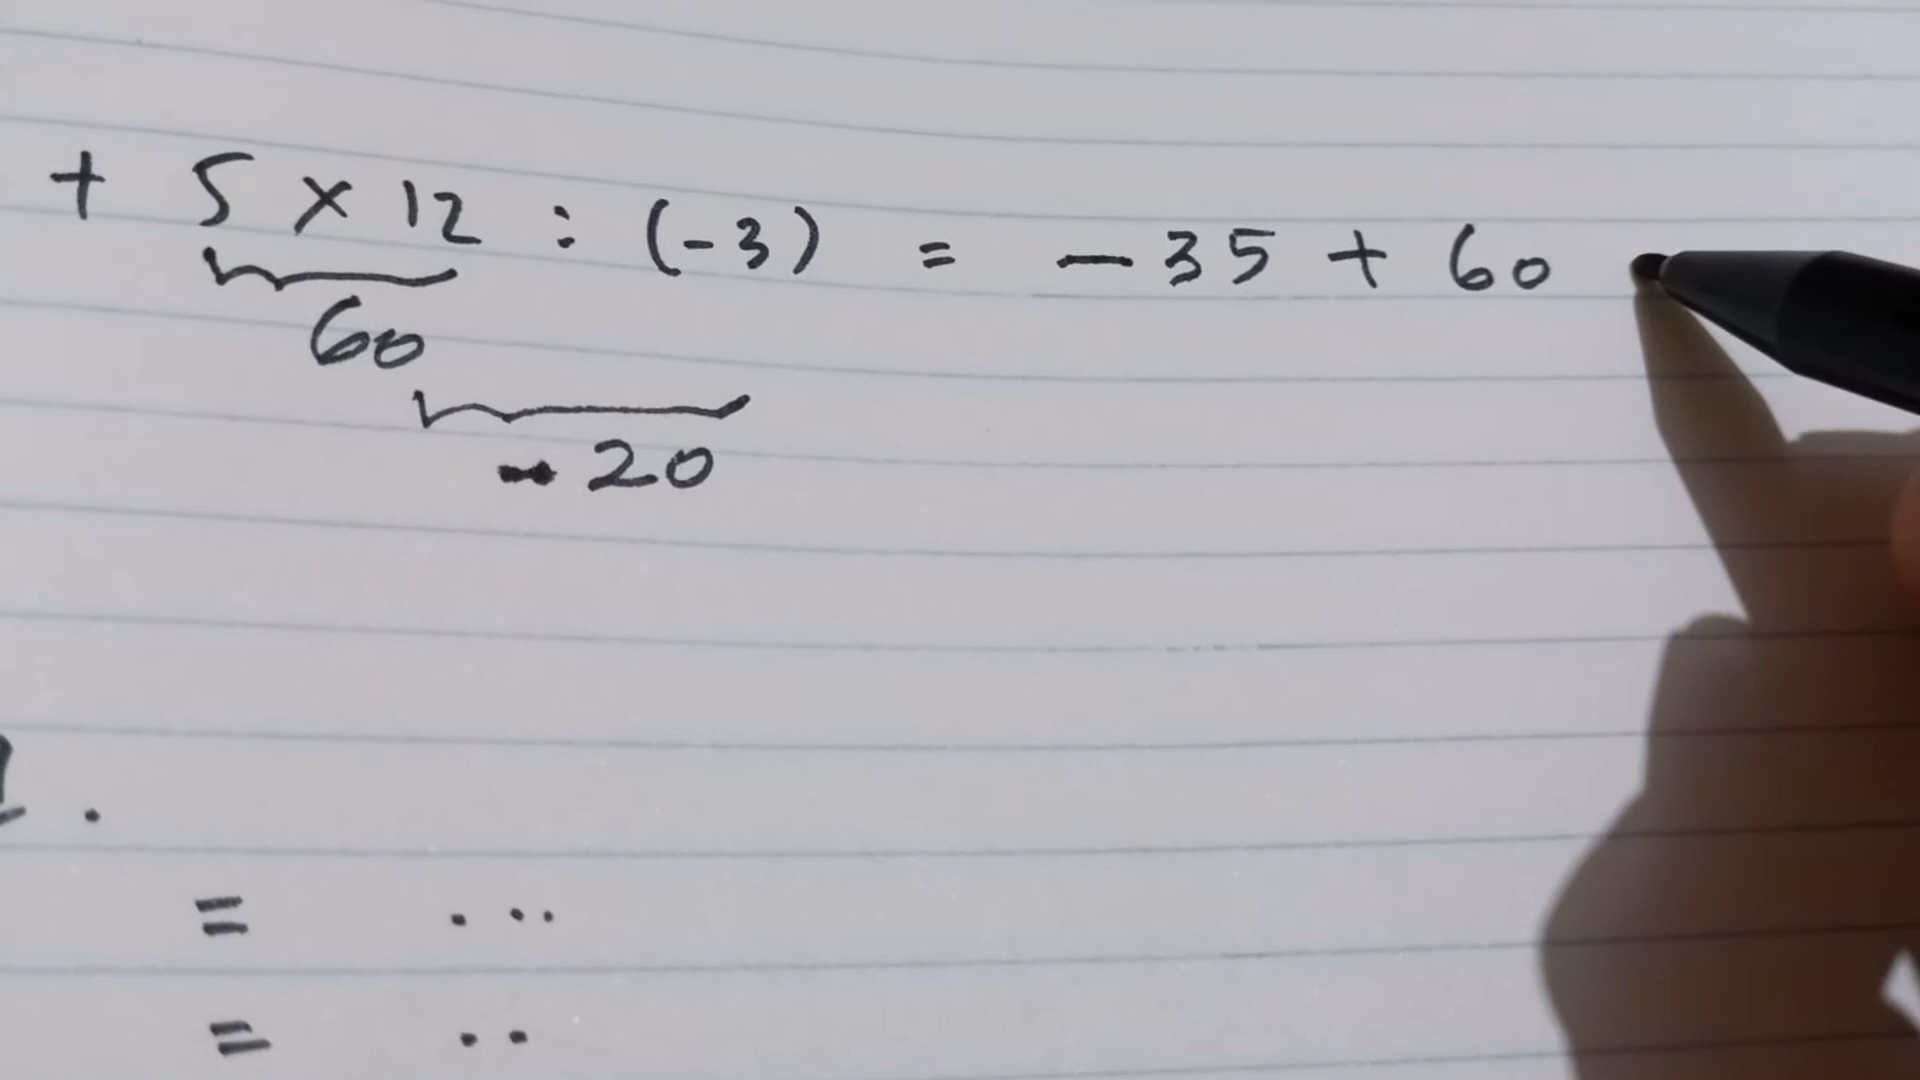 + 5 × 12 : (-3) = - 35 + 60
60
- 20
.
= . . .
= . .